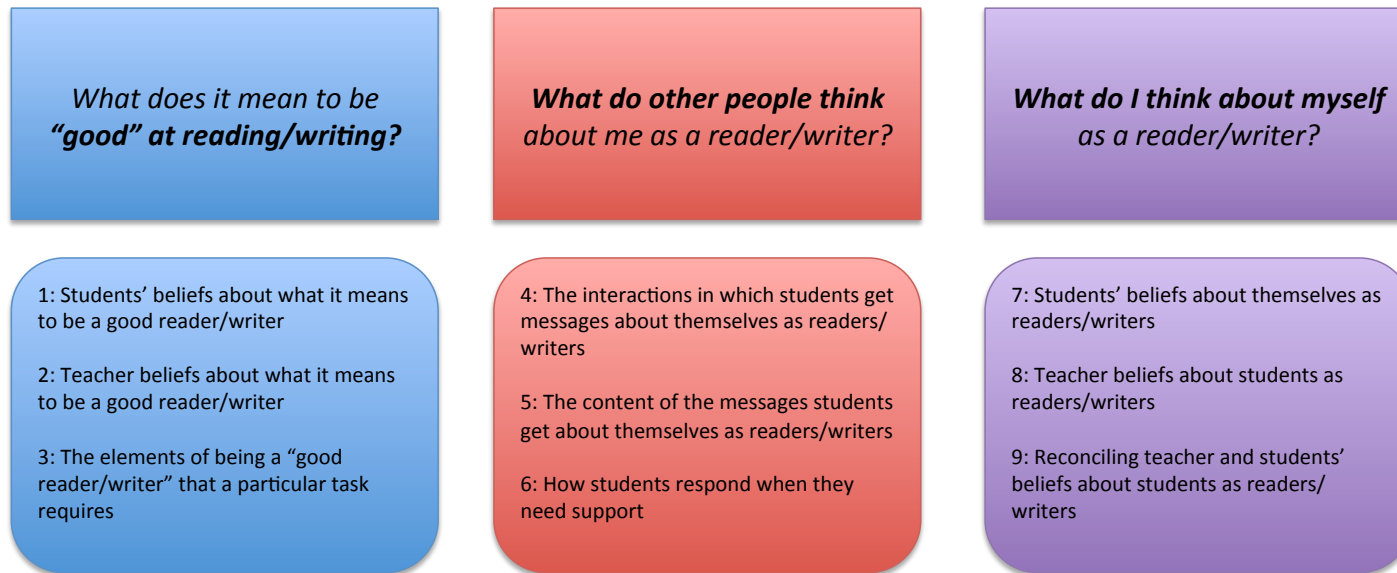 What does it mean to be
“good” at reading/writing?
What do other people think
about me as a reader/writer?
What do I think about myself
as a reader/writer?
1: Students’ beliefs about what it means
to be a good reader/writer
2: Teacher beliefs about what it means
to be a good reader/writer
3: The elements of being a “good
reader/writer” that a particular task
requires
4: The interactions in which students get
messages about themselves as readers/
writers
5: The content of the messages students
get about themselves as readers/writers
6: How students respond when they
need support
7: Students’ beliefs about themselves as
readers/writers
8: Teacher beliefs about students as
readers/writers
9: Reconciling teacher and students’
beliefs about students as readers/
writers